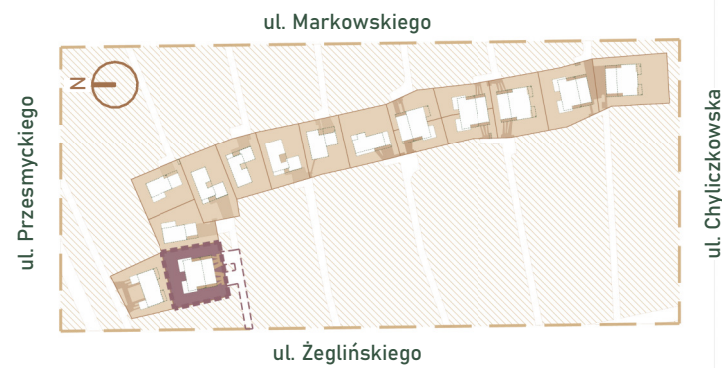 ul. Markowskiego
N
ul. Przesmyckiego
ul. Chyliczkowska
ul. Żeglińskiego